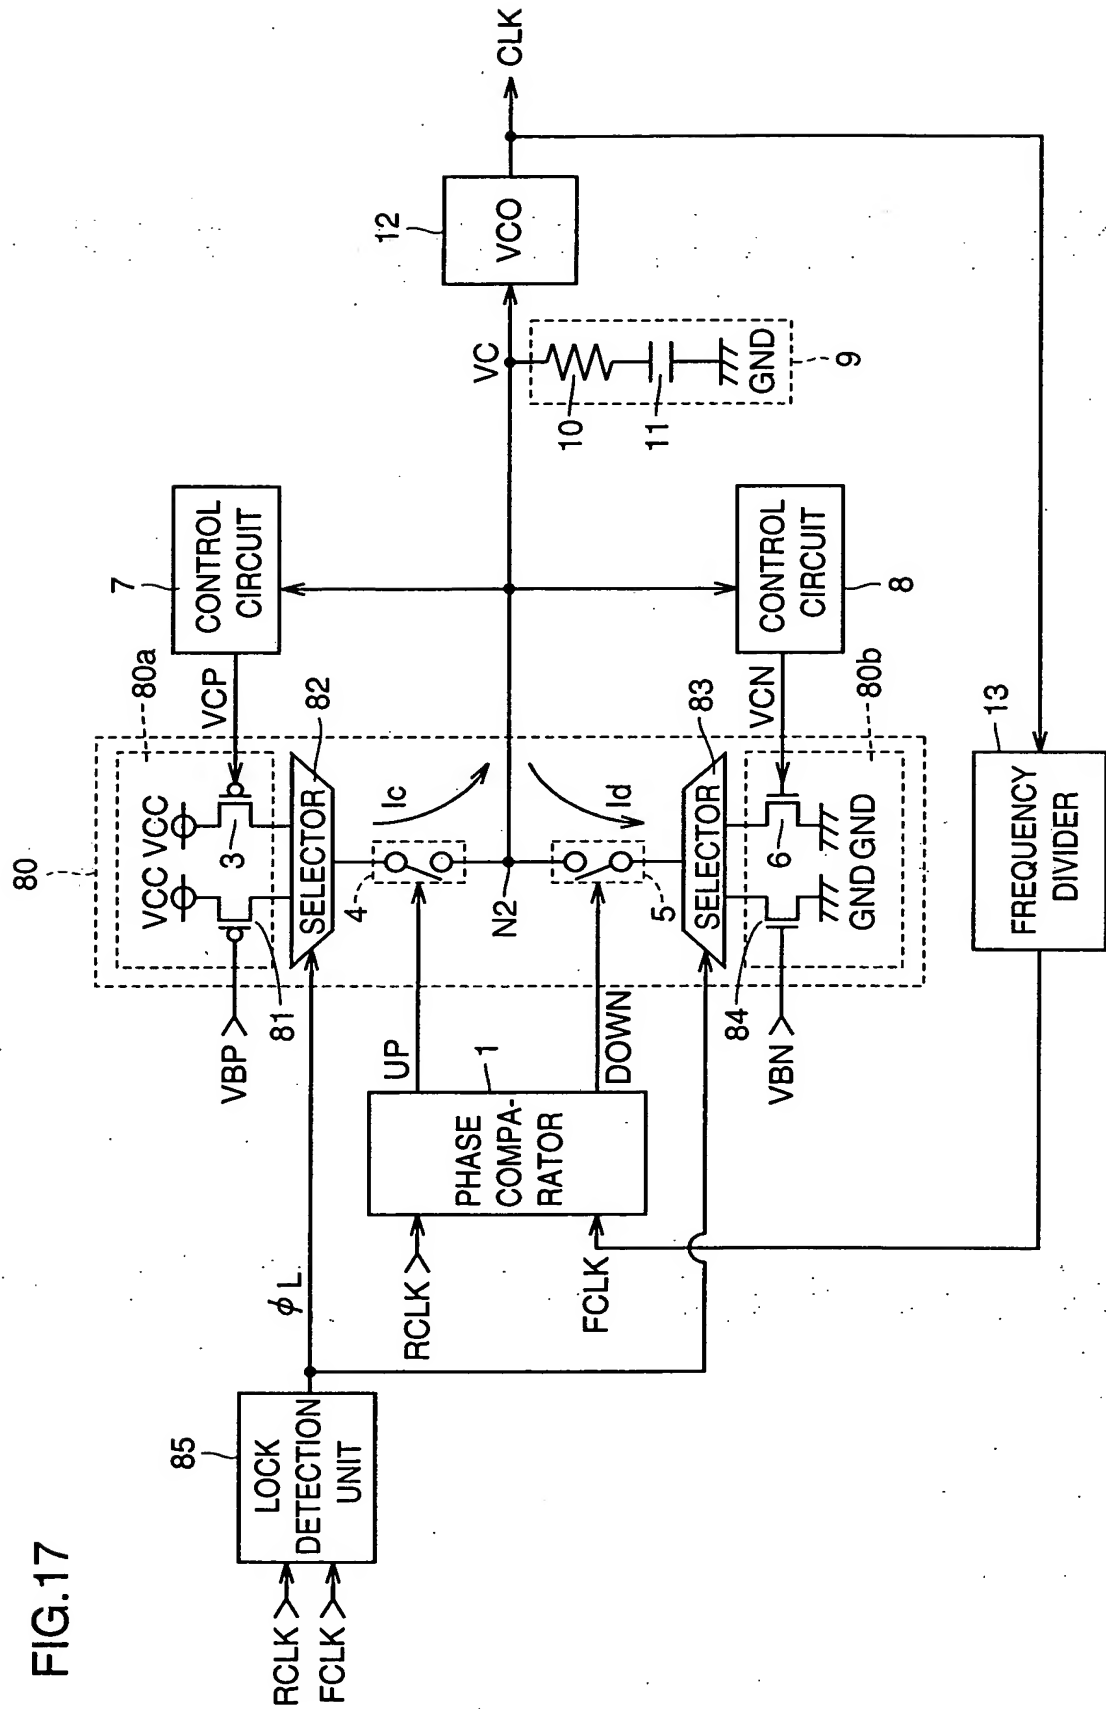 FIG.17
RCLK
FCLK
85
LOCK
DETECTION
UNIT
φL
RCLK
FCLK
1
PHASE
COMPA-
RATOR
UP
DOWN
80
80a
VBP
81
VCC VCC
3
VCP
7
CONTROL
CIRCUIT
SELECTOR
82
4
Ic
N2
Id
5
SELECTOR
83
84
VBN
6
GND GND
80b
VCN
8
CONTROL
CIRCUIT
VC
10
11
GND
9
12
VCO
CLK
13
FREQUENCY
DIVIDER